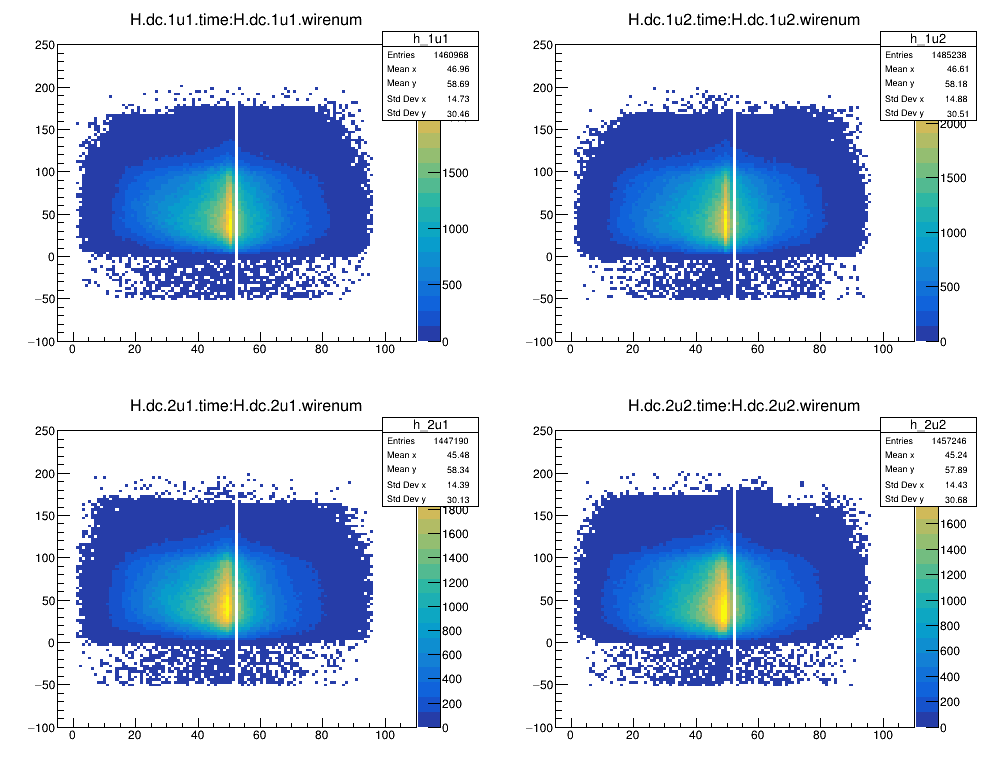 H.dc.1u1.time:H.dc.1u1.wirenum
h_1u1
Entries 1460968
Mean x 46.96
Mean y 58.69
Std Dev x 14.73
Std Dev y 30.46
250
200
150
100
50
0
−50
−100
0 20 40 60 80 100
1500
1000
500
0
H.dc.1u2.time:H.dc.1u2.wirenum
h_1u2
Entries 1485238
Mean x 46.61
Mean y 58.18
Std Dev x 14.88
Std Dev y 30.51
250
200
150
100
50
0
−50
−100
0 20 40 60 80 100
2000
1500
1000
500
0
H.dc.2u1.time:H.dc.2u1.wirenum
h_2u1
Entries 1447190
Mean x 45.48
Mean y 58.34
Std Dev x 14.39
Std Dev y 30.13
250
200
150
100
50
0
−50
−100
0 20 40 60 80 100
1800
1600
1400
1200
1000
800
600
400
200
0
H.dc.2u2.time:H.dc.2u2.wirenum
h_2u2
Entries 1457246
Mean x 45.24
Mean y 57.89
Std Dev x 14.43
Std Dev y 30.68
250
200
150
100
50
0
−50
−100
0 20 40 60 80 100
1600
1400
1200
1000
800
600
400
200
0